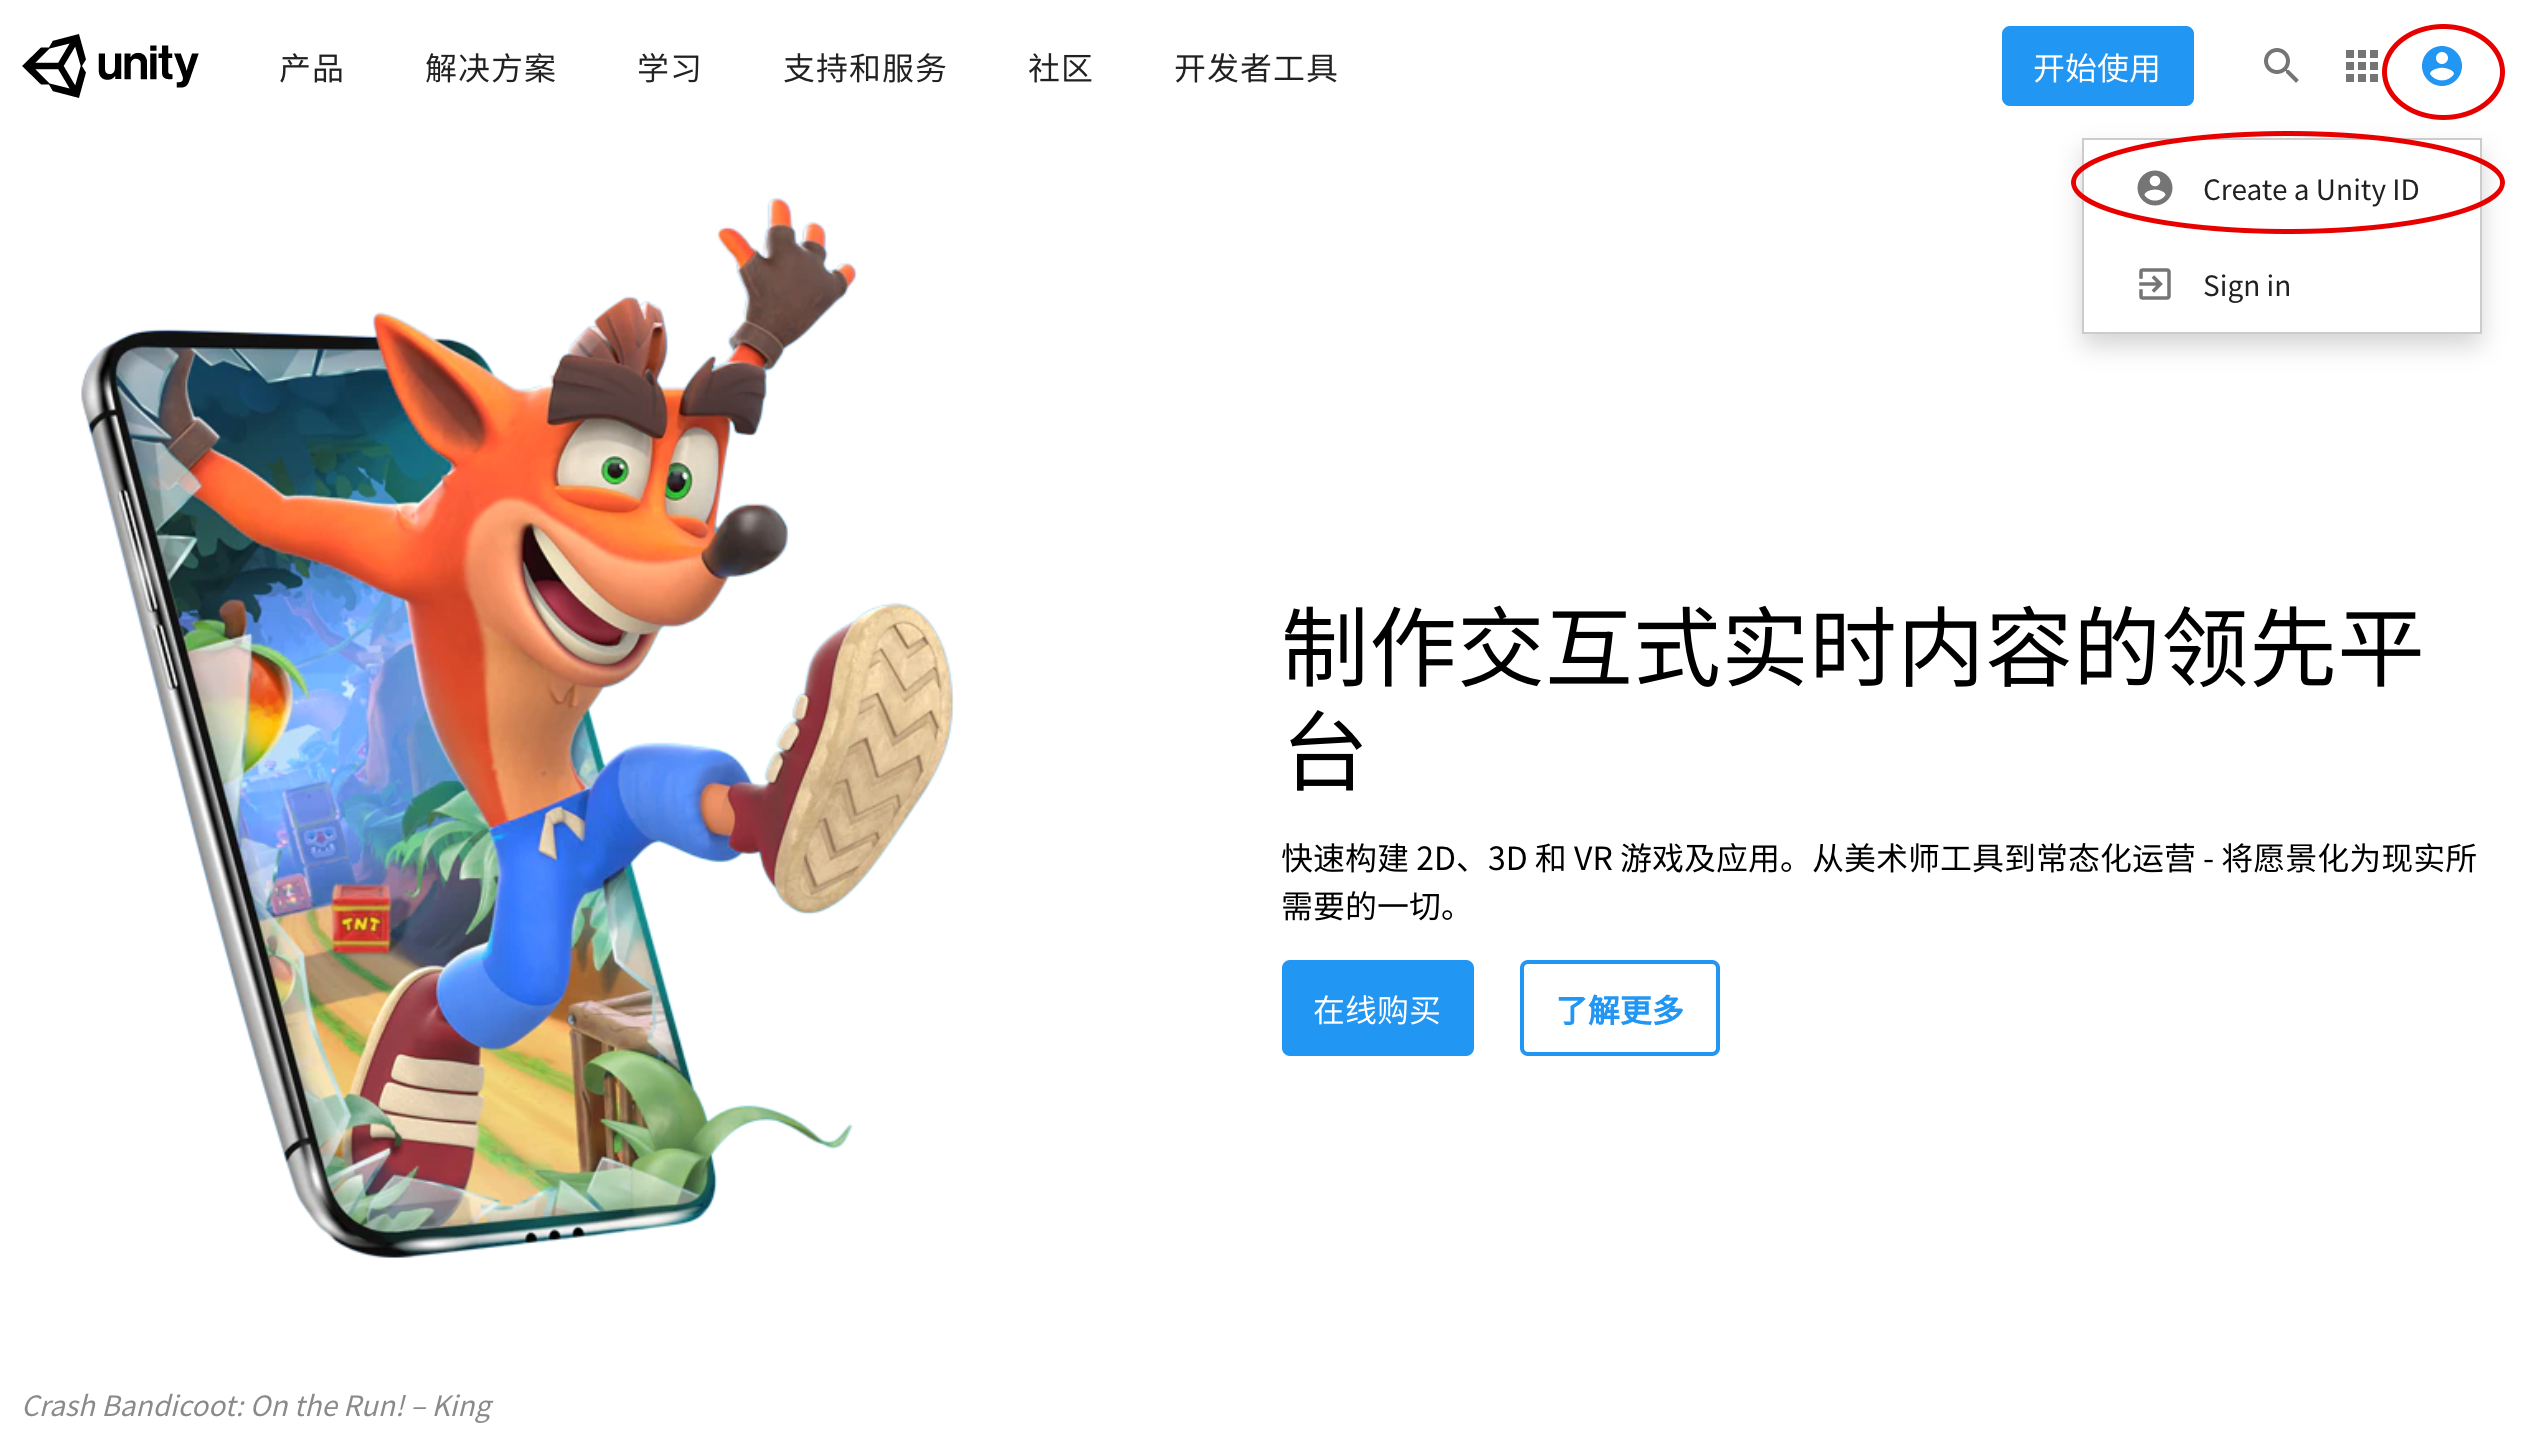 unity 产品 解决方案 学习 支持和服务 社区 开发者工具 开始使用
Create a Unity ID
Sign in
TNT
制作交互式实时内容的领先平
台
快速构建 2D、3D 和 VR 游戏及应用。从美术师工具到常态化运营 - 将愿景化为现实所
需要的一切。
在线购买 了解更多
Crash Bandicoot: On the Run! – King